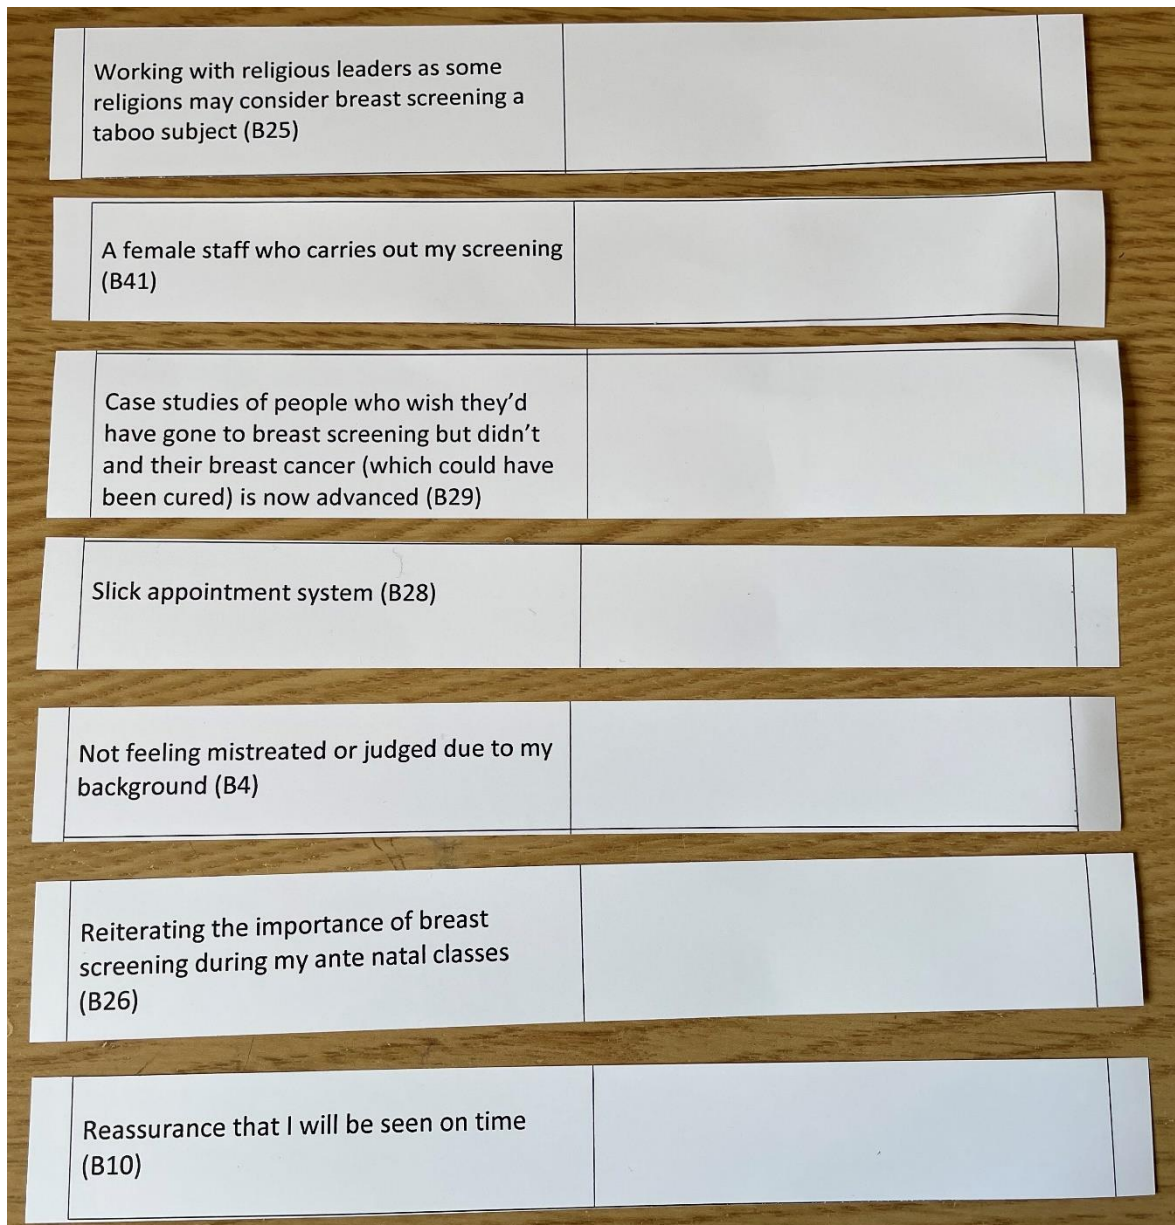 Working with religious leaders as some
religions may consider breast screening a
taboo subject (B25)
A female staff who carries out my screening
(B41)
Case studies of people who wish they’d
have gone to breast screening but didn’t
and their breast cancer (which could have
been cured) is now advanced (B29)
Slick appointment system (B28)
Not feeling mistreated or judged due to my
background (B4)
Reiterating the importance of breast
screening during my ante natal classes
(B26)
Reassurance that I will be seen on time
(B10)